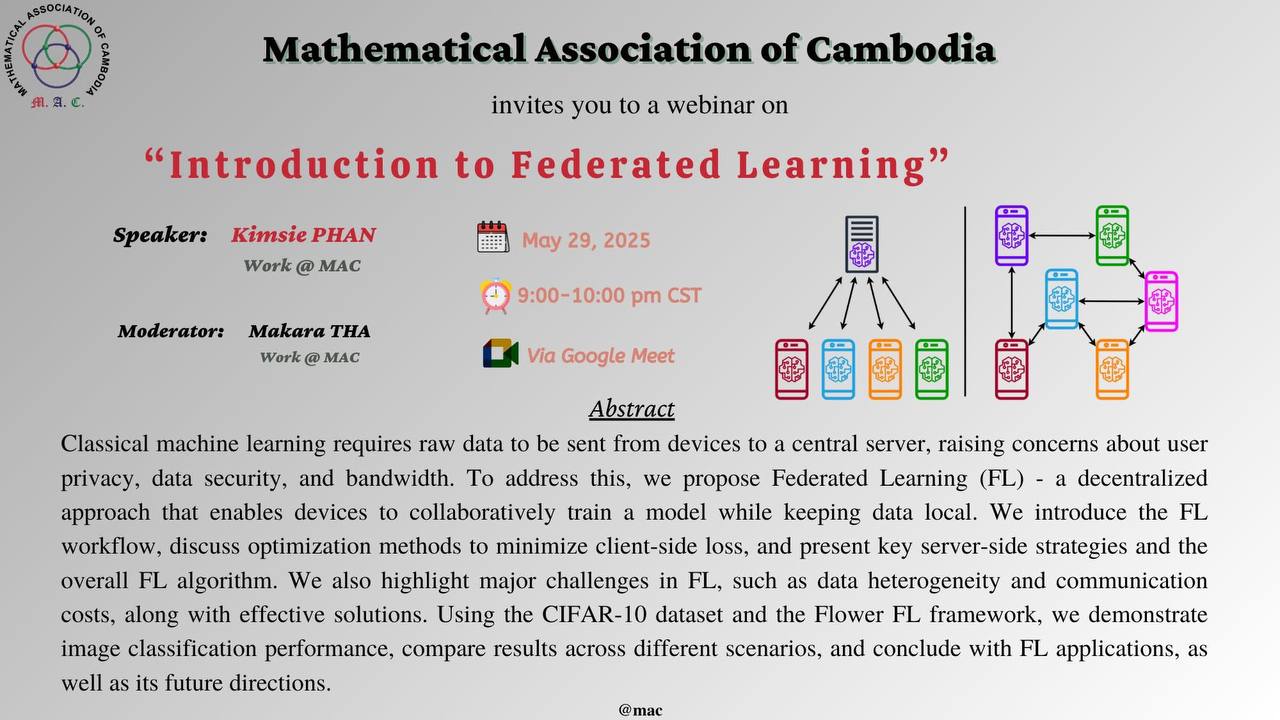 MATHEMATICAL ASSOCIATION OF CAMBODIA
M. A. C.
Mathematical Association of Cambodia
invites you to a webinar on
“Introduction to Federated Learning”
Speaker: Kimsie PHAN
Work @ MAC
Moderator: Makara THA
Work @ MAC
May 29, 2025
9:00-10:00 pm CST
Via Google Meet
Abstract
Classical machine learning requires raw data to be sent from devices to a central server, raising concerns about user
privacy, data security, and bandwidth. To address this, we propose Federated Learning (FL) - a decentralized
approach that enables devices to collaboratively train a model while keeping data local. We introduce the FL
workflow, discuss optimization methods to minimize client-side loss, and present key server-side strategies and the
overall FL algorithm. We also highlight major challenges in FL, such as data heterogeneity and communication
costs, along with effective solutions. Using the CIFAR-10 dataset and the Flower FL framework, we demonstrate
image classification performance, compare results across different scenarios, and conclude with FL applications, as
well as its future directions.
@mac